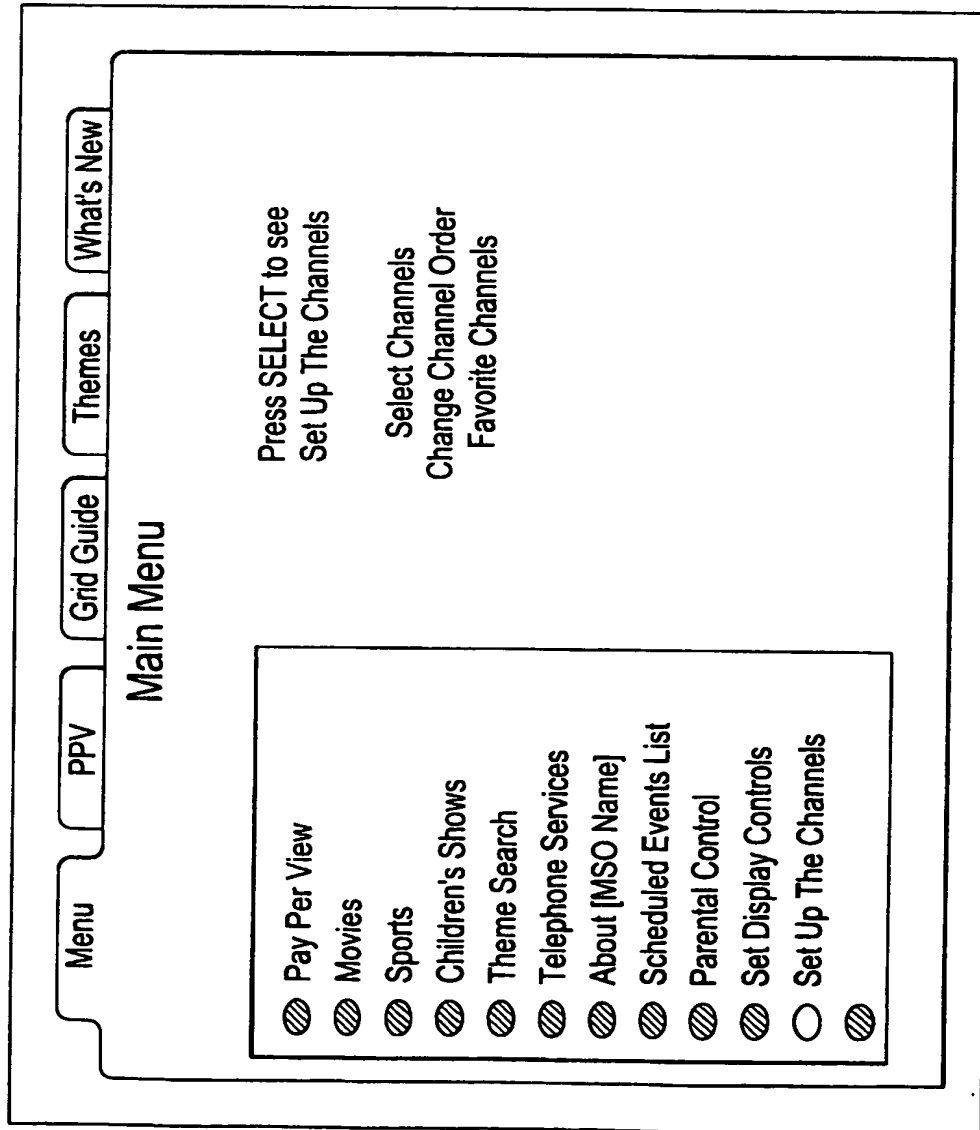 Menu
PPV
Grid Guide
Themes
What's New
Main Menu
Pay Per View
Movies
Sports
Children's Shows
Theme Search
Telephone Services
About [MSO Name]
Scheduled Events List
Parental Control
Set Display Controls
Set Up The Channels
Press SELECT to see
Set Up The Channels
Select Channels
Change Channel Order
Favorite Channels